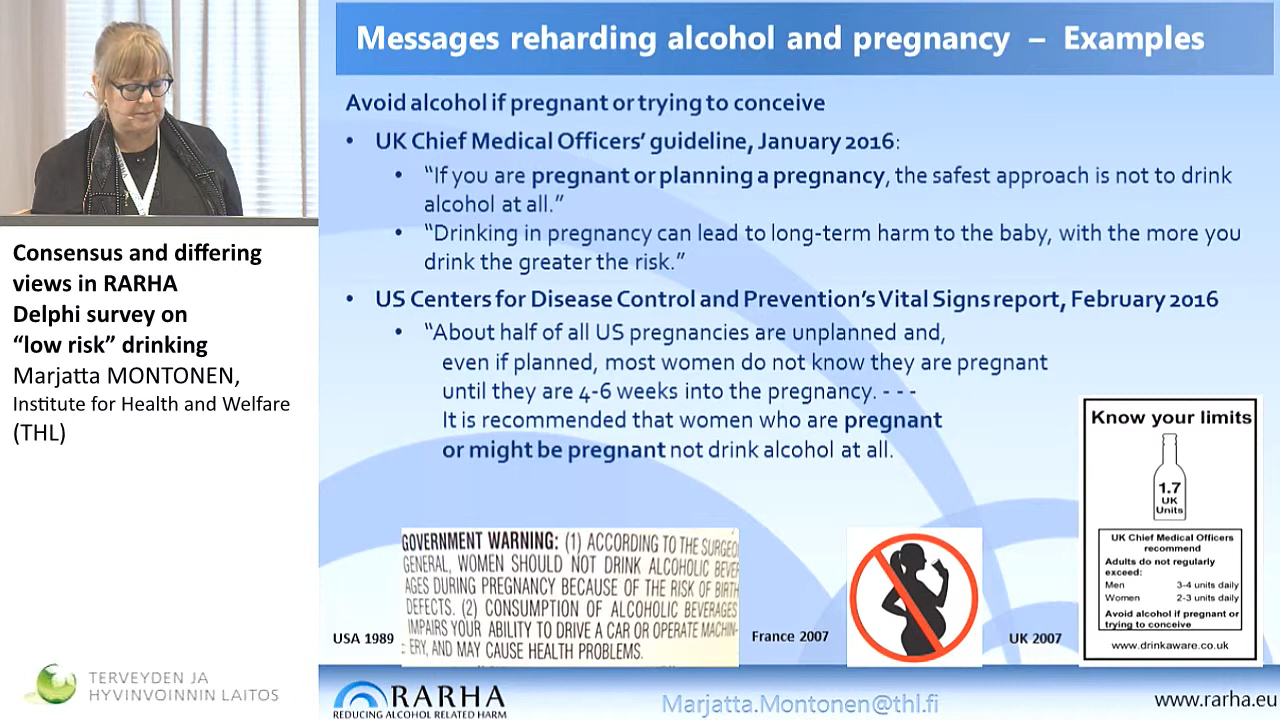 Messages reharding alcohol and pregnancy – Examples
Avoid alcohol if pregnant or trying to conceive
• UK Chief Medical Officers' guideline, January 2016:
• "If you are pregnant or planning a pregnancy, the safest approach is not to drink
alcohol at all."
• "Drinking in pregnancy can lead to long-term harm to the baby, with the more you
drink the greater the risk."
• US Centers for Disease Control and Prevention's Vital Signs report, February 2016
• "About half of all US pregnancies are unplanned and,
even if planned, most women do not know they are pregnant
until they are 4-6 weeks into the pregnancy. - - -
It is recommended that women who are pregnant
or might be pregnant not drink alcohol at all.
Consensus and differing
views in RARHA
Delphi survey on
"low risk" drinking
Marjatta MONTONEN,
Institute for Health and Welfare
(THL)
USA 1989
GOVERNMENT WARNING: (1) ACCORDING TO THE SURGEO
GENERAL, WOMEN SHOULD NOT DRINK ALCOHOLIC BEVER
AGES DURING PREGNANCY BECAUSE OF THE RISK OF BIRTH
DEFECTS. (2) CONSUMPTION OF ALCOHOLIC BEVERAGES
IMPAIRS YOUR ABILITY TO DRIVE A CAR OR OPERATE MACHIN-
ERY, AND MAY CAUSE HEALTH PROBLEMS.
France 2007
UK 2007
Know your limits
1.7
UK
Units
UK Chief Medical Officers
recommend
Adults do not regularly
exceed:
Men 3-4 units daily
Women 2-3 units daily
Avoid alcohol if pregnant or
trying to conceive
www.drinkaware.co.uk
TERVEYDEN JA
HYVINVOINNIN LAITOS
RARHA
REDUCING ALCOHOL RELATED HARM
Marjatta.Montonen@thl.fi
www.rarha.eu